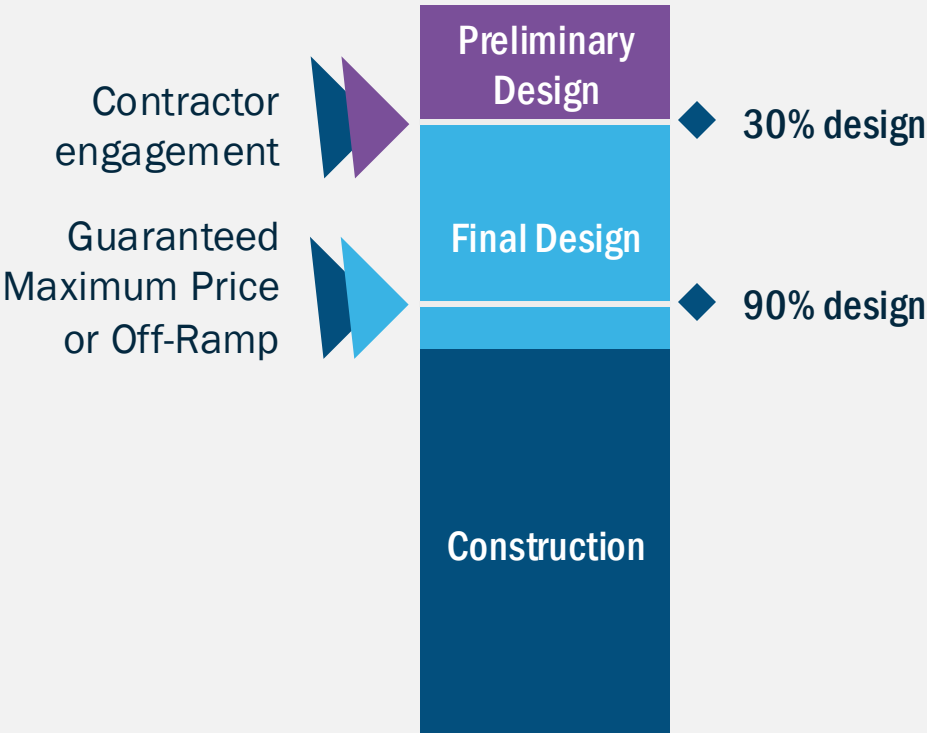 Preliminary
Design
Contractor
engagement
30% design
Guaranteed
Maximum Price
or Off-Ramp
Final Design
90% design
Construction